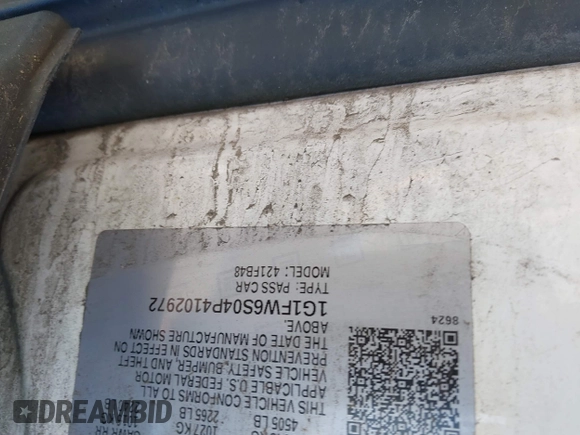 4505 LB
2265 LB
1027 KG
THIS VEHICLE CONFORMS TO ALL
APPLICABLE U.S. FEDERAL MOTOR
VEHICLE SAFETY, BUMPER, AND THEFT
PREVENTION STANDARDS IN EFFECT ON
THE DATE OF MANUFACTURE SHOWN
ABOVE.
1G1FW6S04P4102972
TYPE: PASS CAR
MODEL: 421FB48
8624
DREAMBID